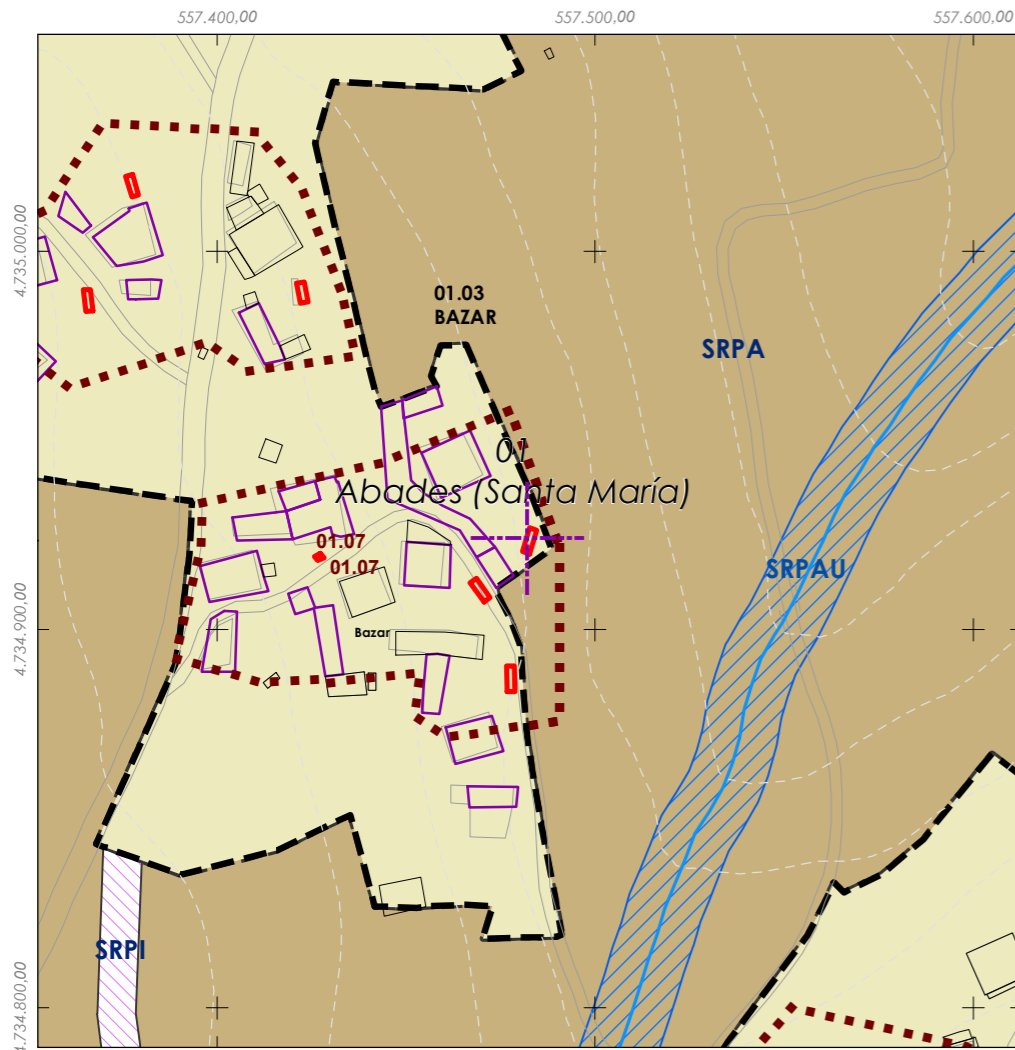 557.400,00
557.500,00
557.600,00
4.735.000,00
01.03
BAZAR
SRPA
01
Abades (Santa María)
01.07
01.07
SRPAU
4.734.900,00
Bazar
SRPI
4.734.800,00